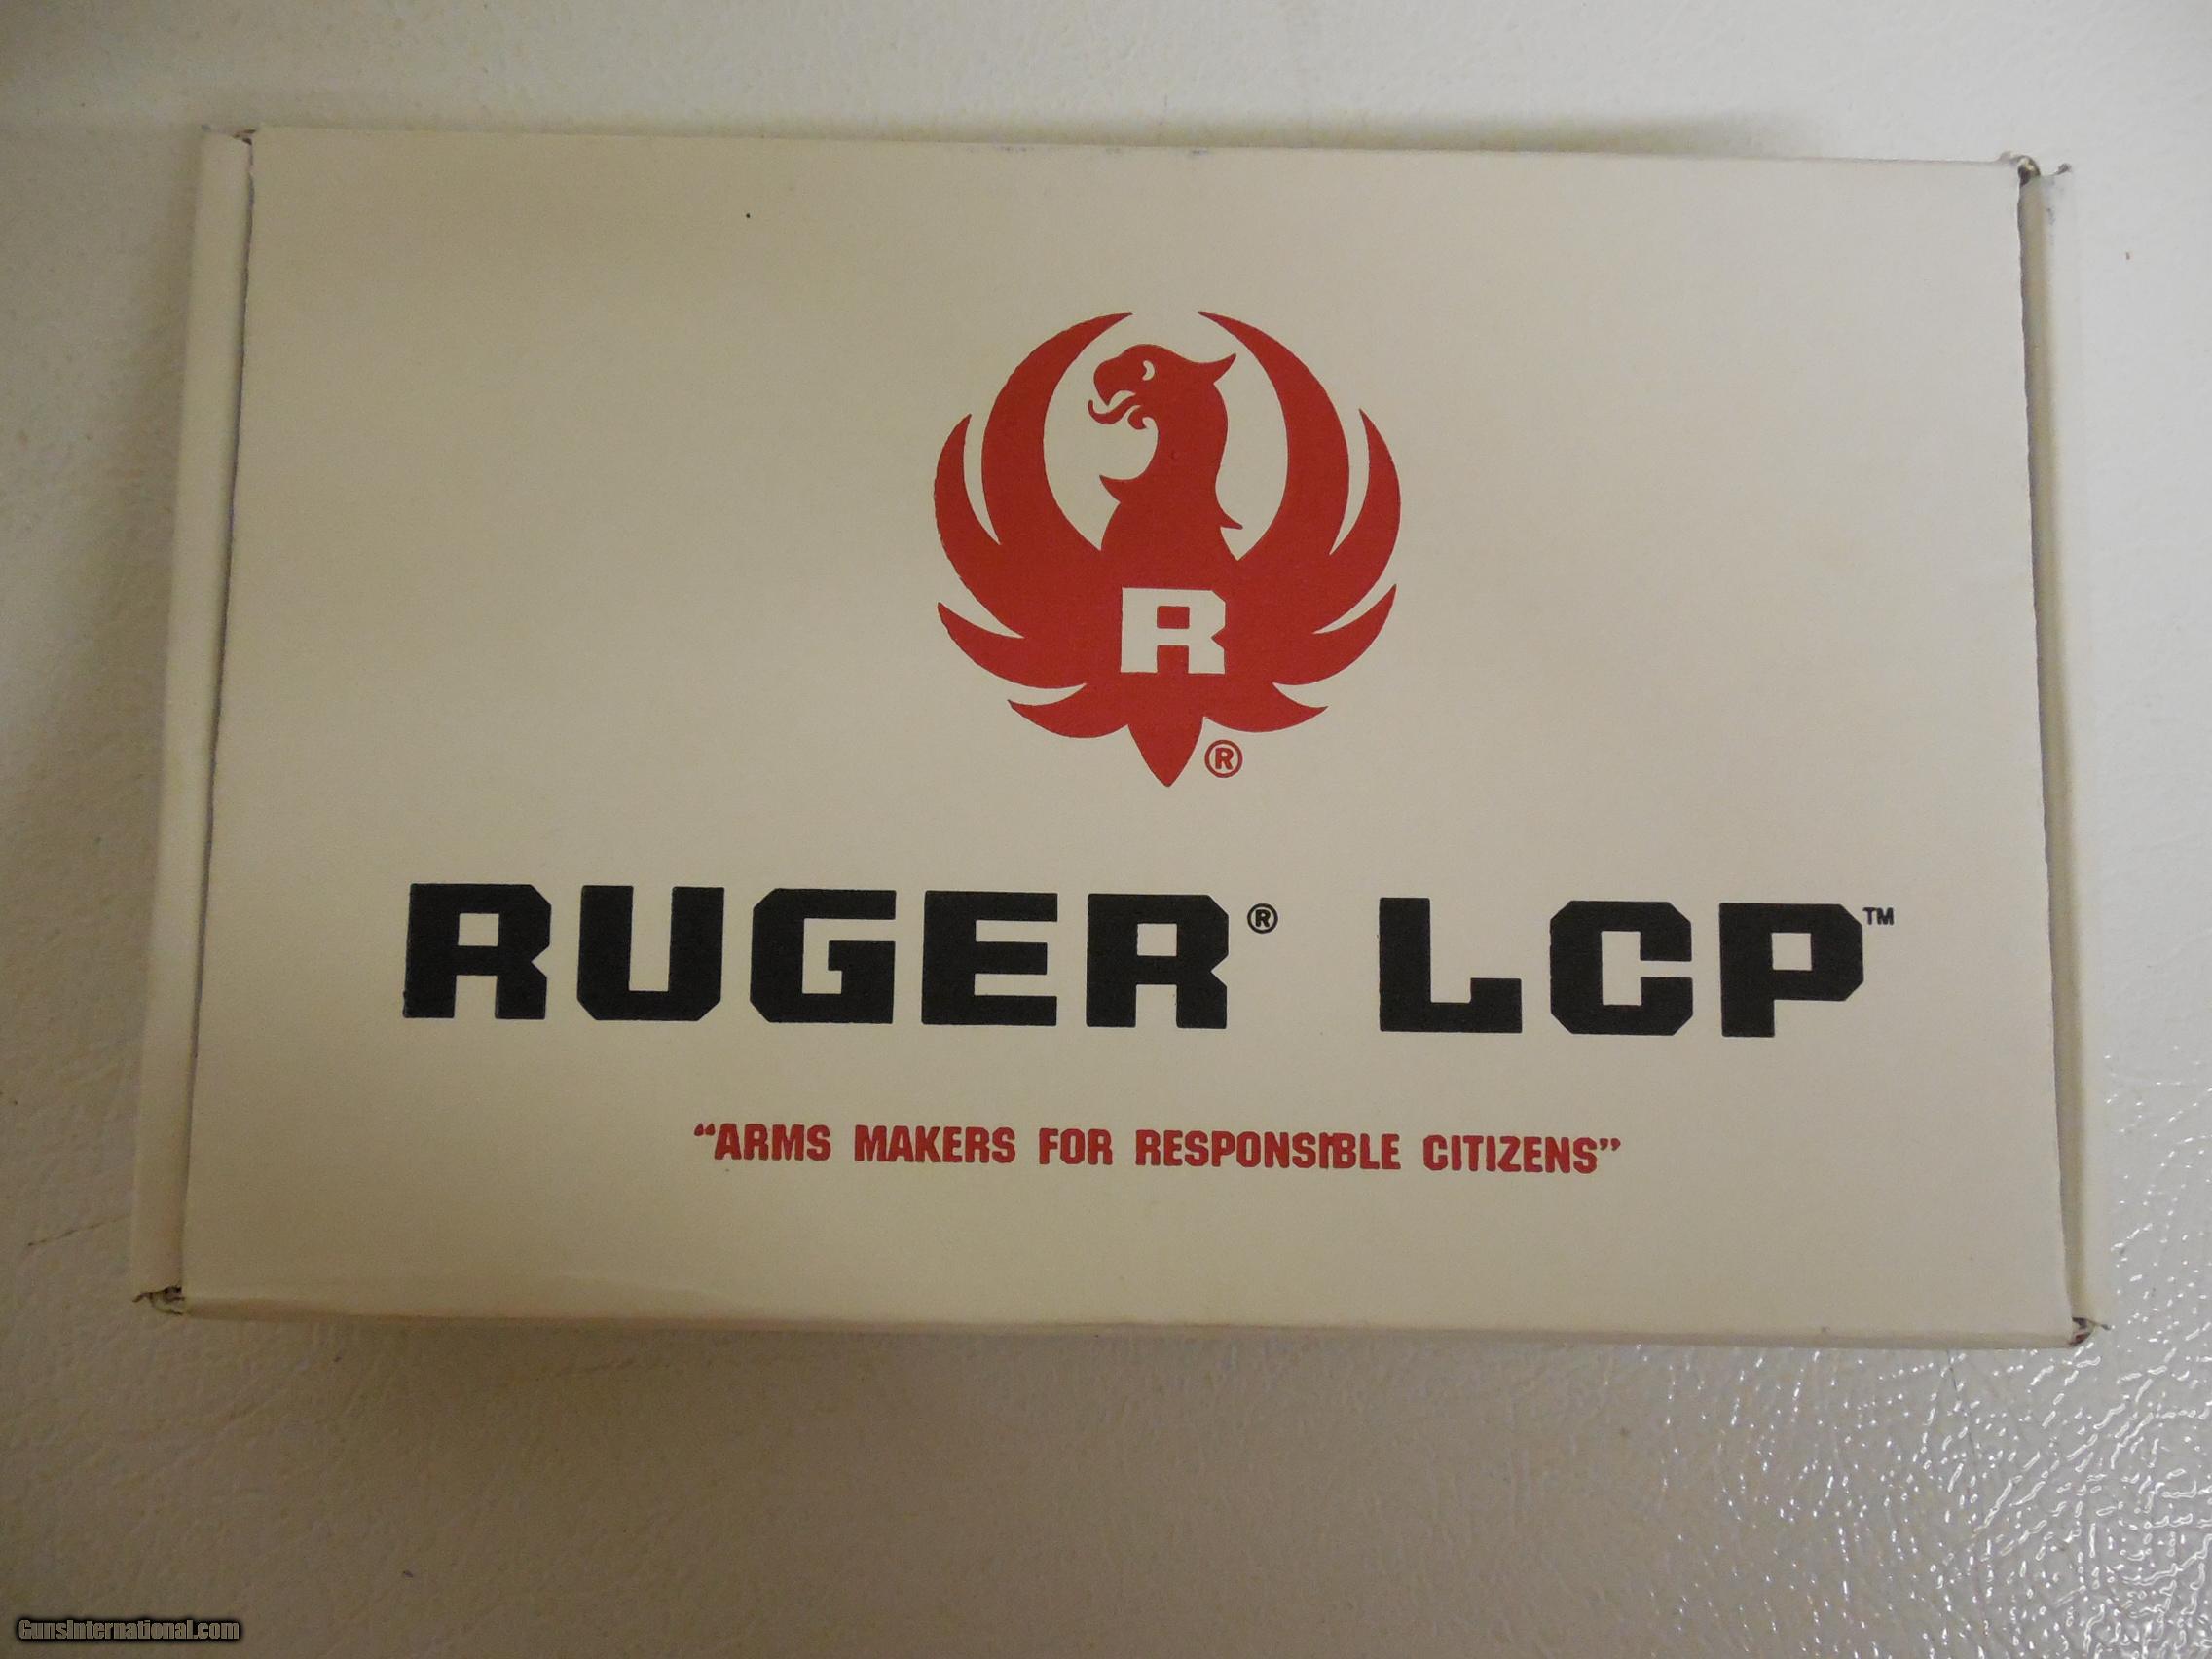 R
®
RUGER® LCP™
“ARMS MAKERS FOR RESPONSIBLE CITIZENS”
GunsInternational.com